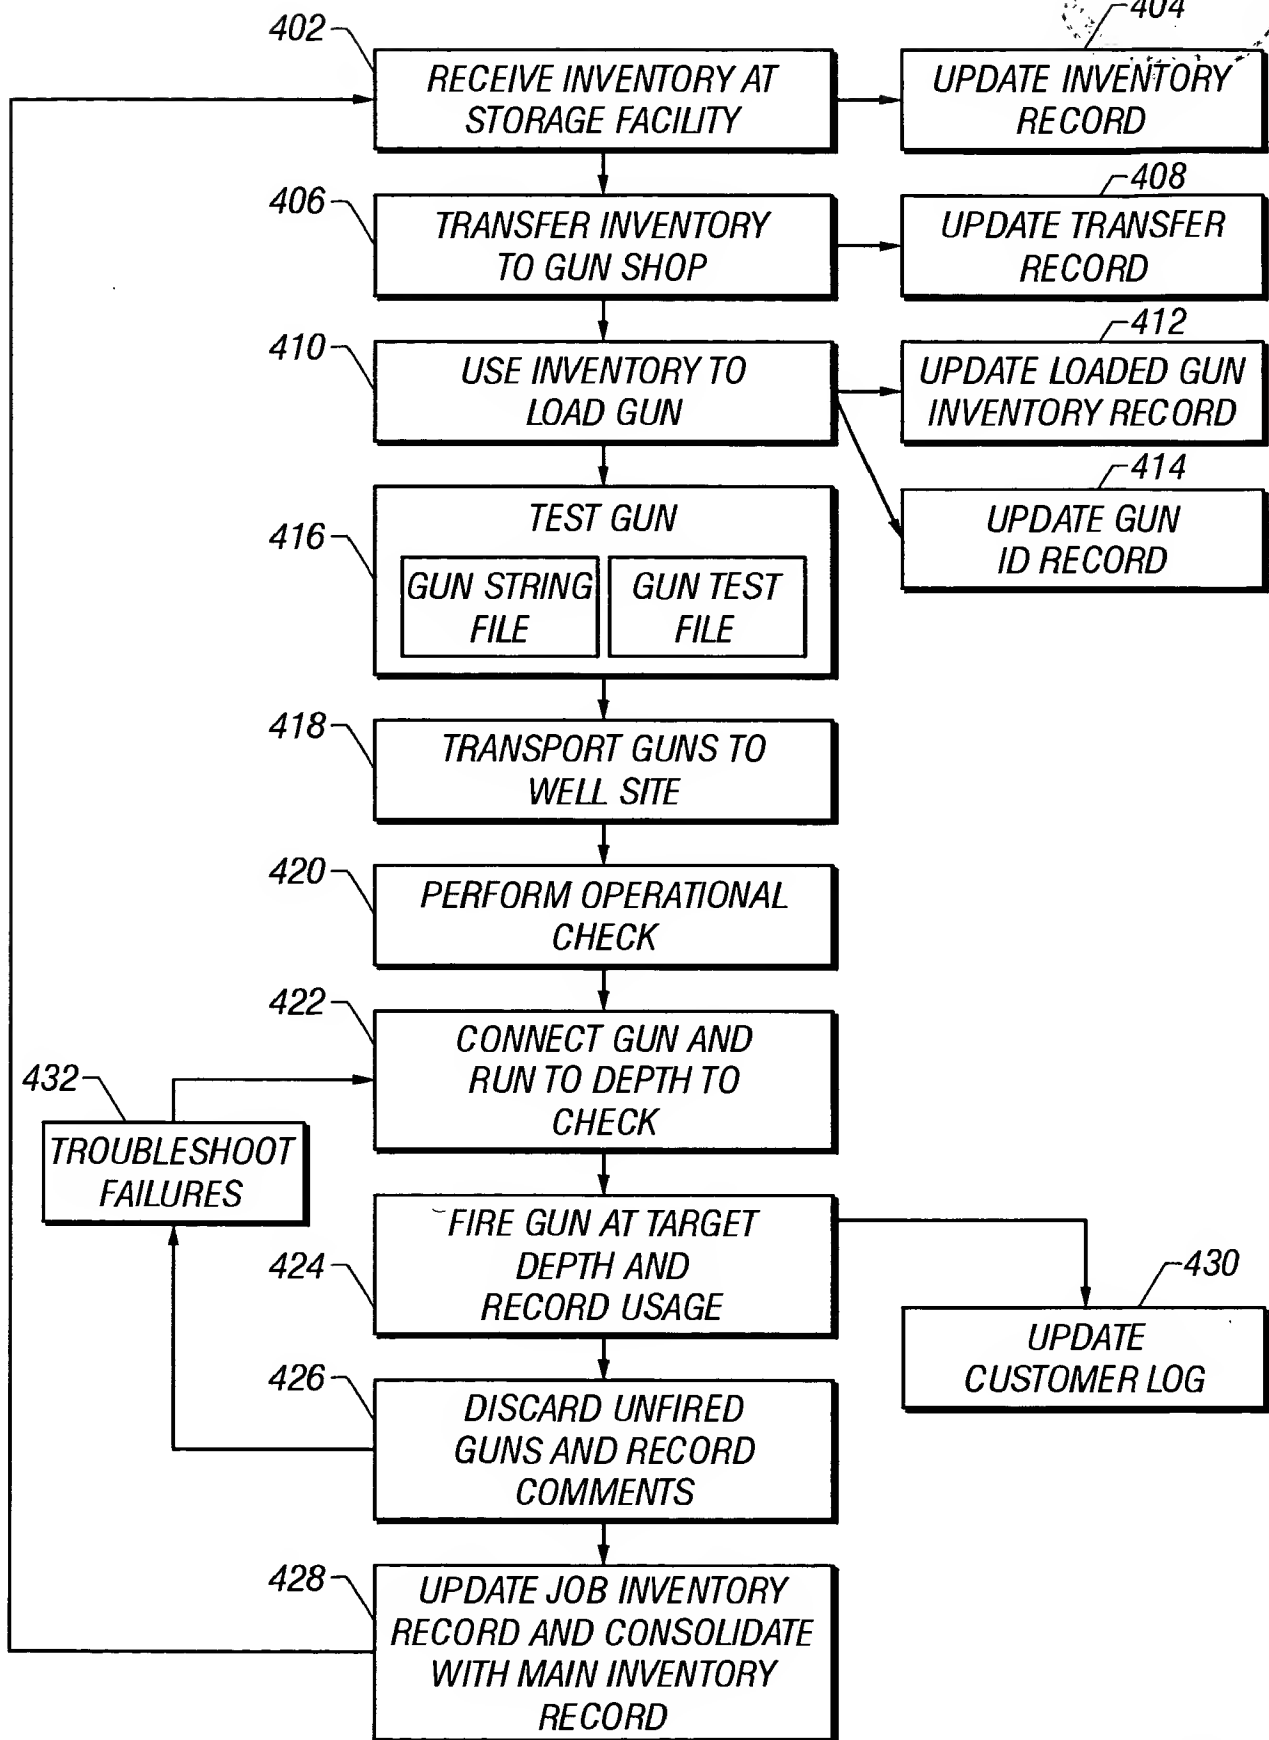 402
404
RECEIVE INVENTORY AT
STORAGE FACILITY
UPDATE INVENTORY
RECORD
406
408
TRANSFER INVENTORY
TO GUN SHOP
UPDATE TRANSFER
RECORD
410
412
USE INVENTORY TO
LOAD GUN
UPDATE LOADED GUN
INVENTORY RECORD
414
UPDATE GUN
ID RECORD
416
TEST GUN
GUN STRING
FILE
GUN TEST
FILE
418
TRANSPORT GUNS TO
WELL SITE
420
PERFORM OPERATIONAL
CHECK
422
CONNECT GUN AND
RUN TO DEPTH TO
CHECK
432
TROUBLESHOOT
FAILURES
424
FIRE GUN AT TARGET
DEPTH AND
RECORD USAGE
430
UPDATE
CUSTOMER LOG
426
DISCARD UNFIRED
GUNS AND RECORD
COMMENTS
428
UPDATE JOB INVENTORY
RECORD AND CONSOLIDATE
WITH MAIN INVENTORY
RECORD